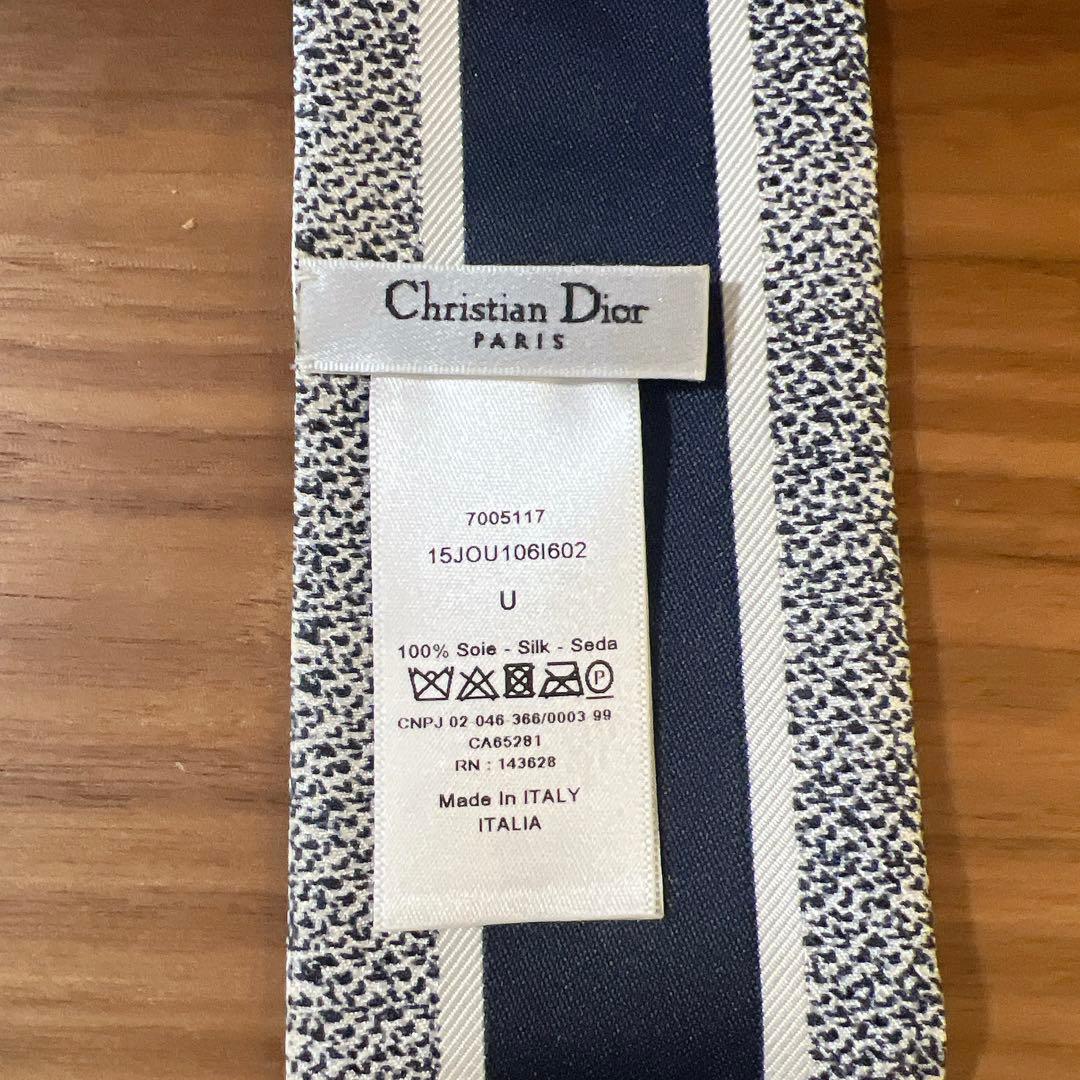 Christian Dior
PARIS
7005117
15JOU106I602
U
100% Soie - Silk - Seda
P
CNPJ 02 046 366/0003 99
CA65281
RN : 143628
Made In ITALY
ITALIA